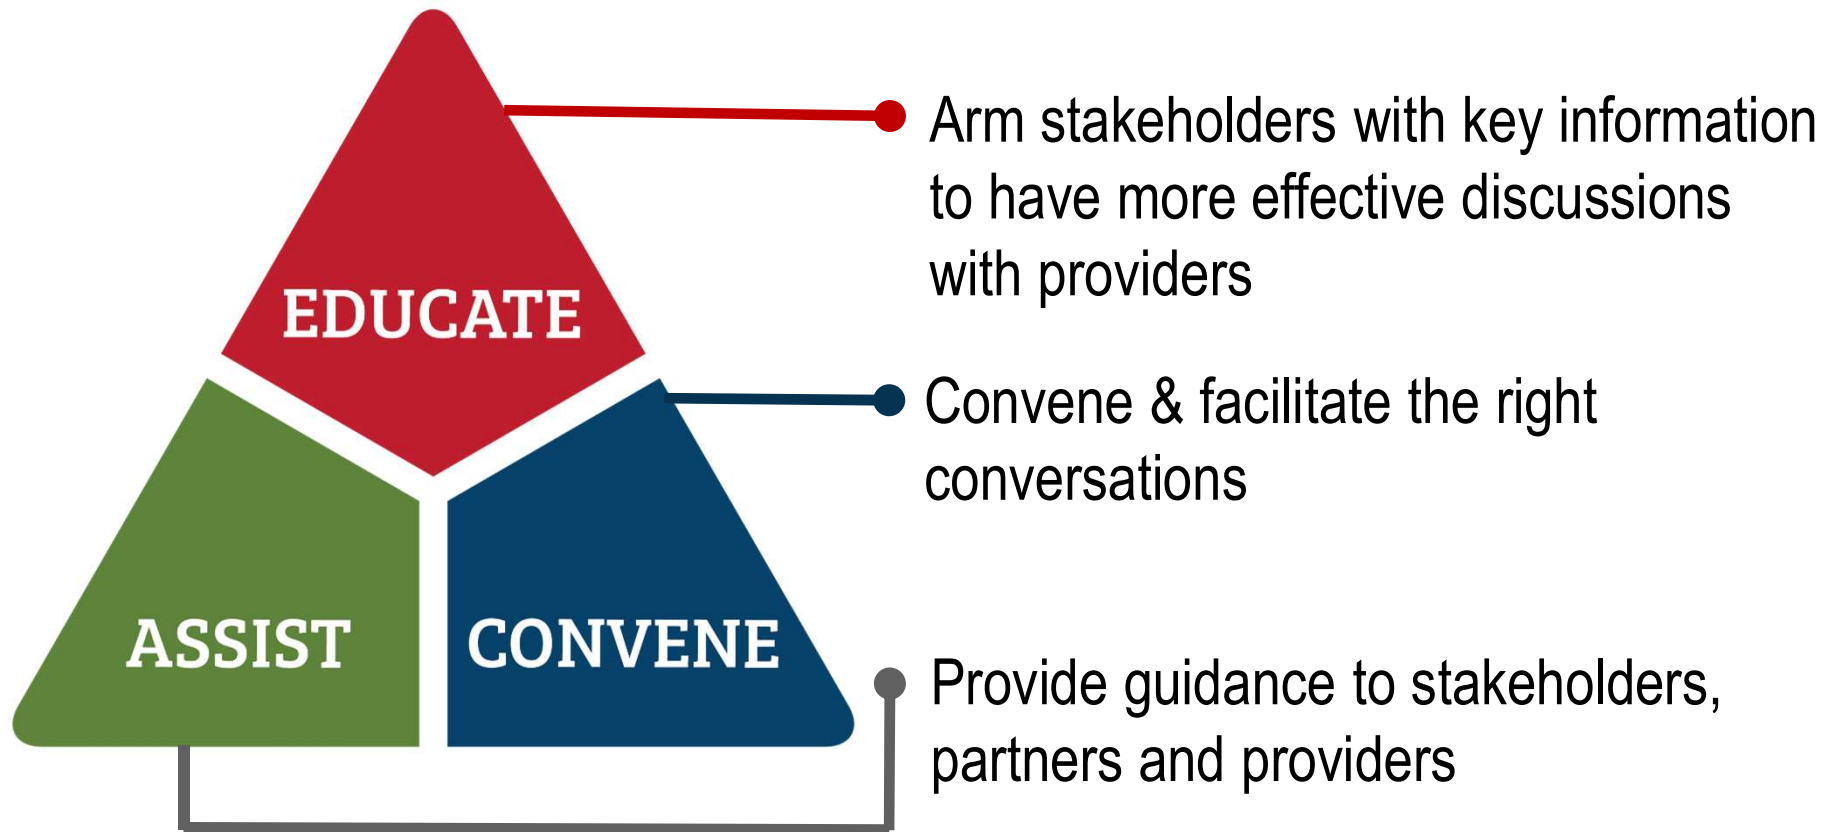 EDUCATE
ASSIST
CONVENE
Arm stakeholders with key information
to have more effective discussions
with providers
Convene & facilitate the right
conversations
Provide guidance to stakeholders,
partners and providers